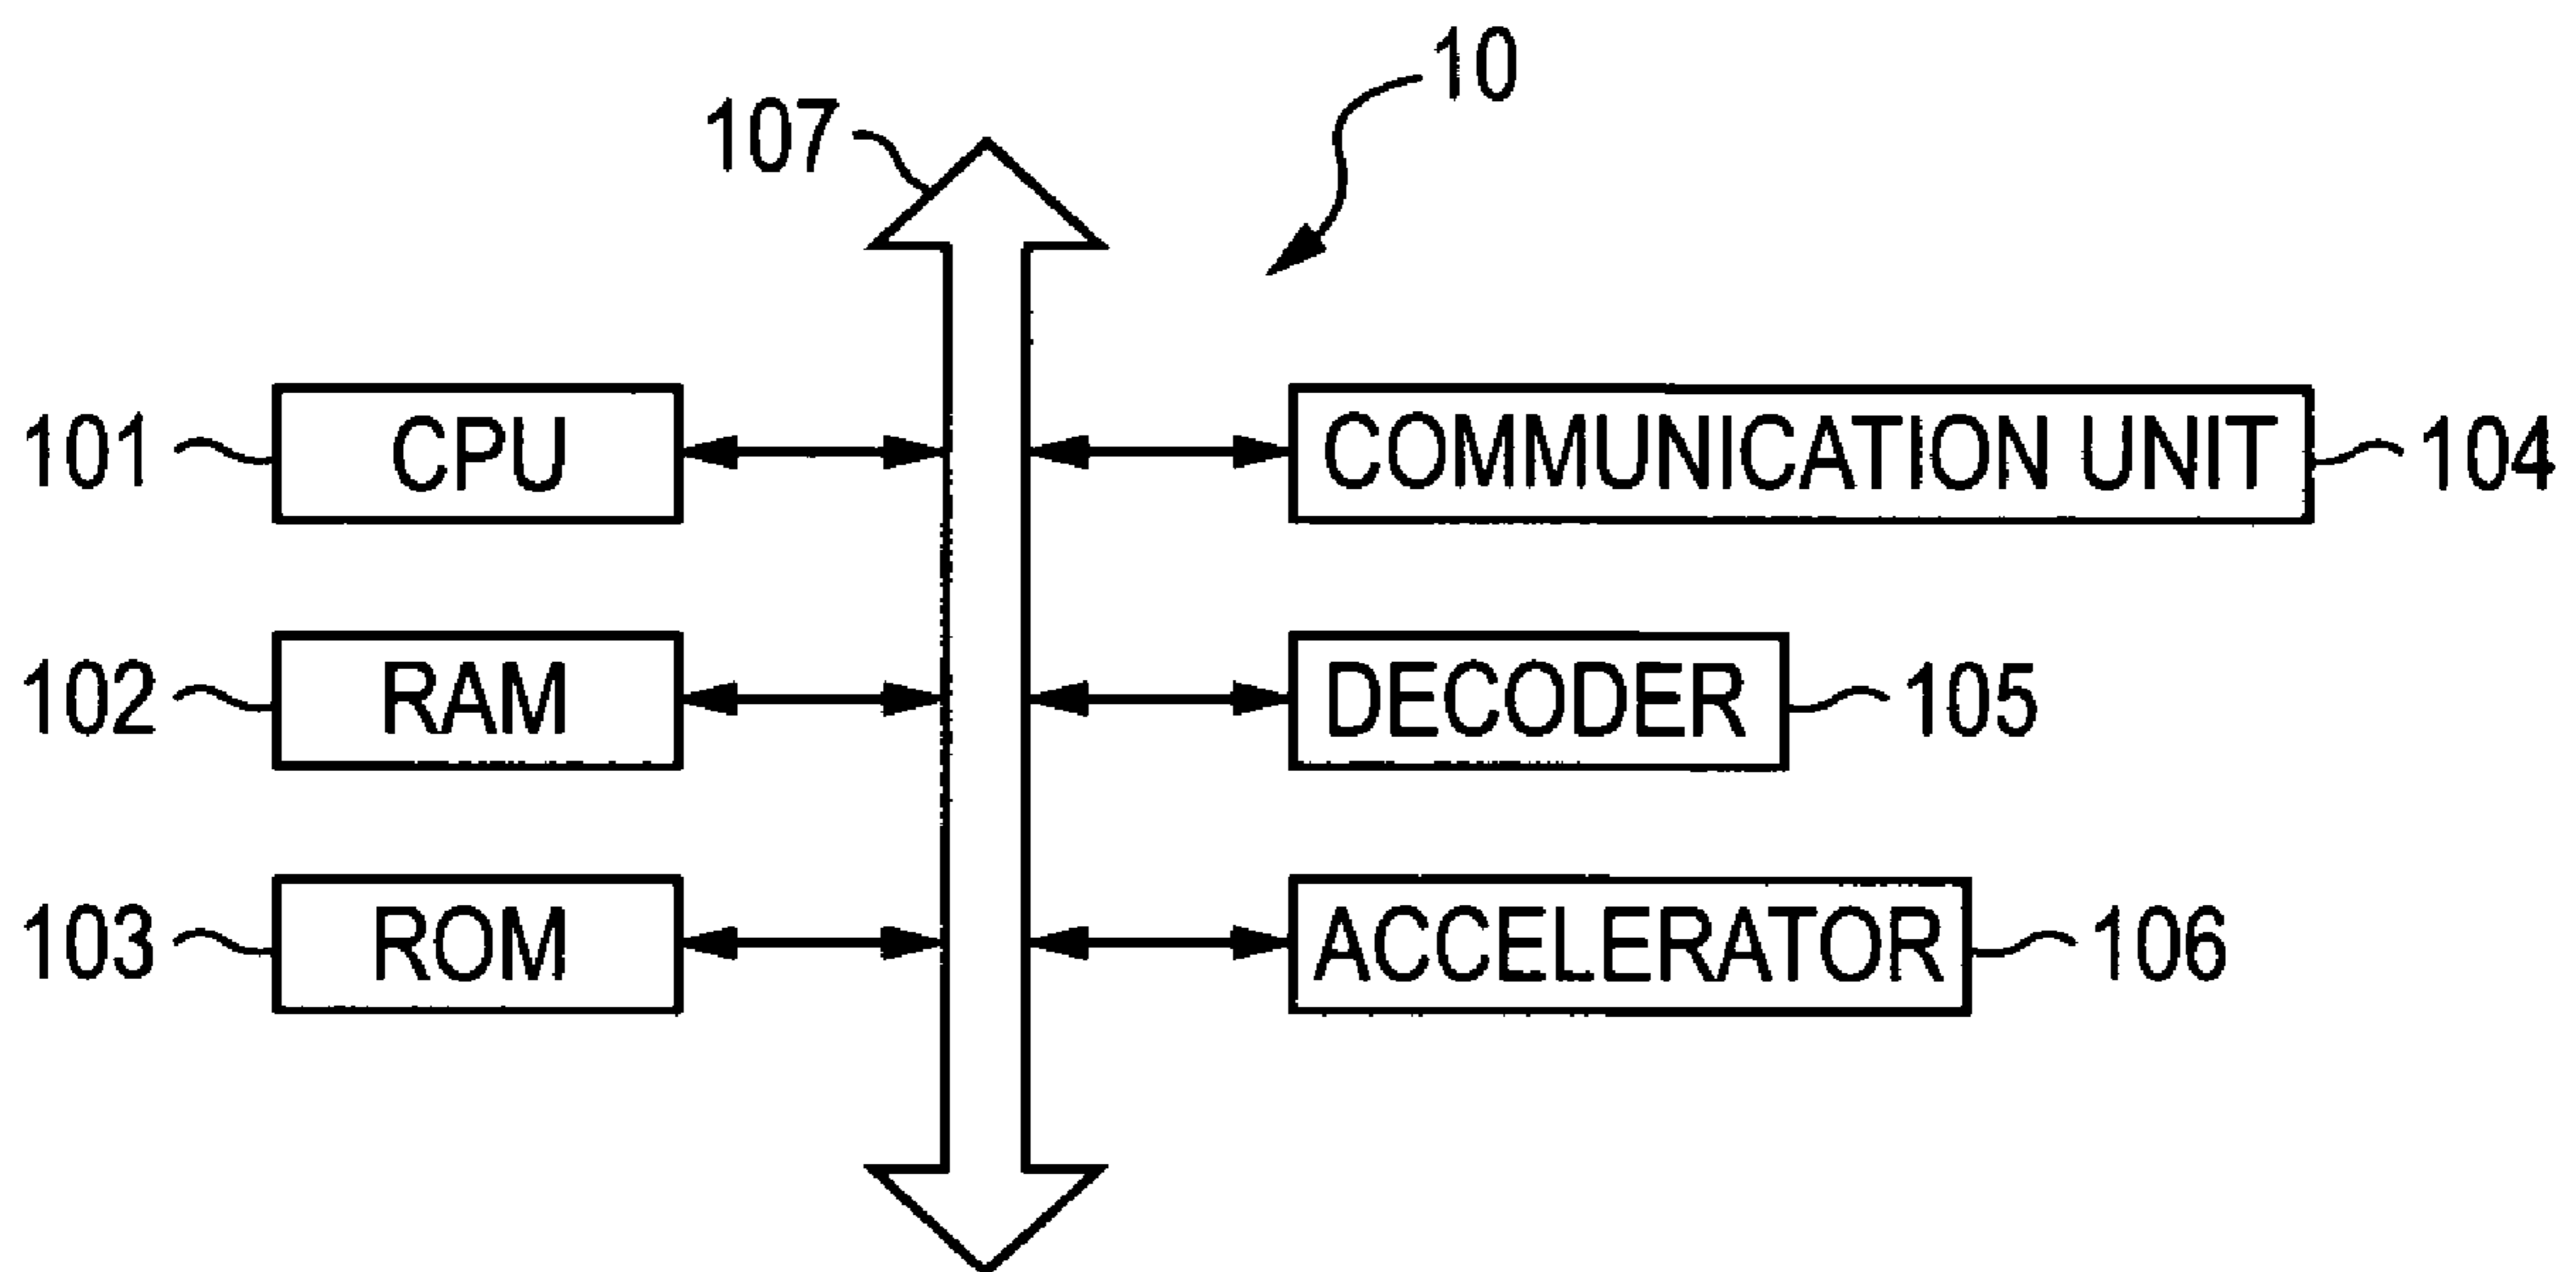 10
107
101 CPU COMMUNICATION UNIT 104
102 RAM DECODER 105
103 ROM ACCELERATOR 106